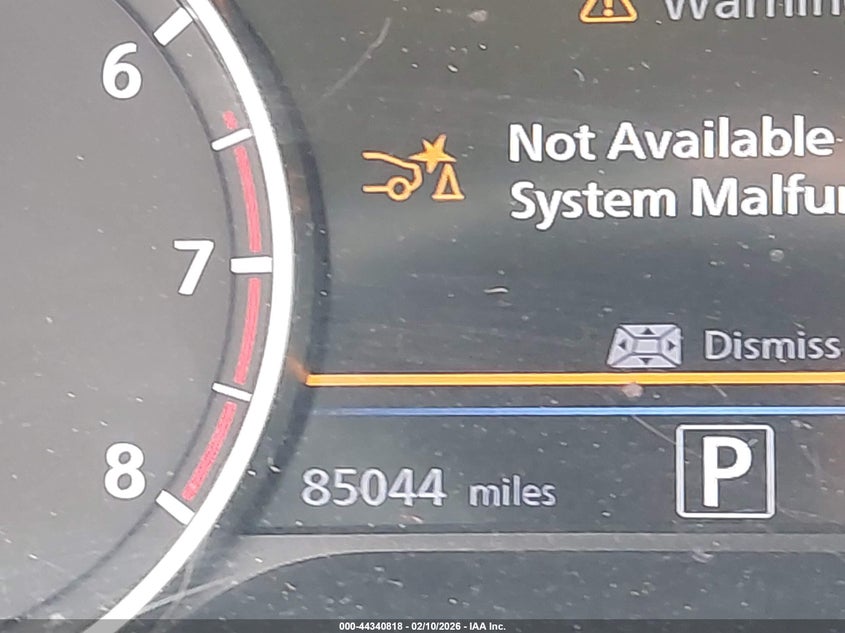 6
Not Available
System Malfu
7
Dismiss
P
8
85044 miles
000-44340818 - 02/10/2026 - IAA Inc.